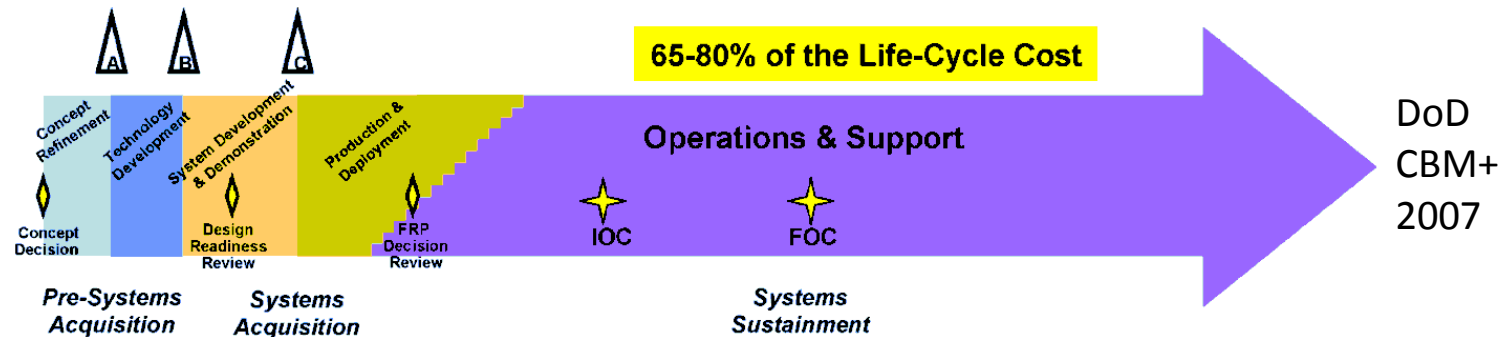 A
B
C
65-80% of the Life-Cycle Cost
Concept
Refinement
Technology
Development
System Development
& Demonstration
Production &
Deployment
Operations & Support
Concept
Decision
Design
Readiness
Review
FRP
Decision
Review
IOC
FOC
Pre-Systems
Acquisition
Systems
Acquisition
Systems
Sustainment
DoD
CBM+
2007